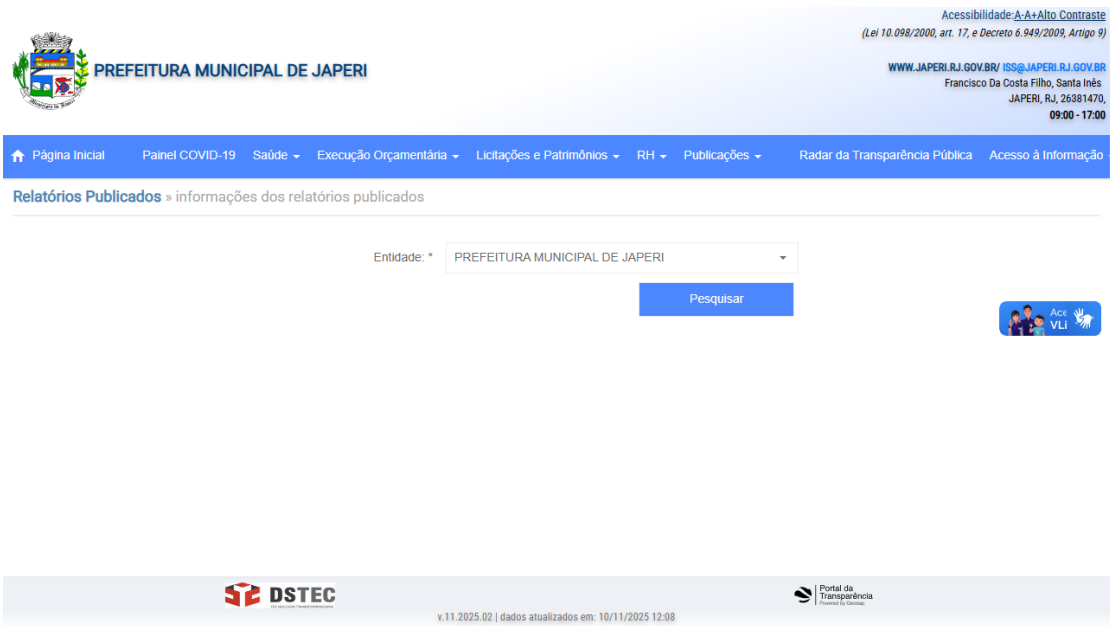 Acessibilidade:A-A+Alto Contraste
(Lei 10.098/2000, art. 17, e Decreto 6.949/2009, Artigo 9)
PREFEITURA MUNICIPAL DE JAPERI
WWW.JAPERI.RJ.GOV.BR/ ISS@JAPERI.RJ.GOV.BR
Francisco Da Costa Filho, Santa Inês
JAPERI, RJ, 26381470,
09:00 - 17:00
Página Inicial Painel COVID-19 Saúde Execução Orçamentária Licitações e Patrimônios RH Publicações Radar da Transparência Pública Acesso à Informação
Relatórios Publicados » informações dos relatórios publicados
Entidade: * PREFEITURA MUNICIPAL DE JAPERI
Pesquisar
Ace
VLi
DSTEC
Portal da
Transparência
Powered by
v.11.2025.02 | dados atualizados em: 10/11/2025 12:08